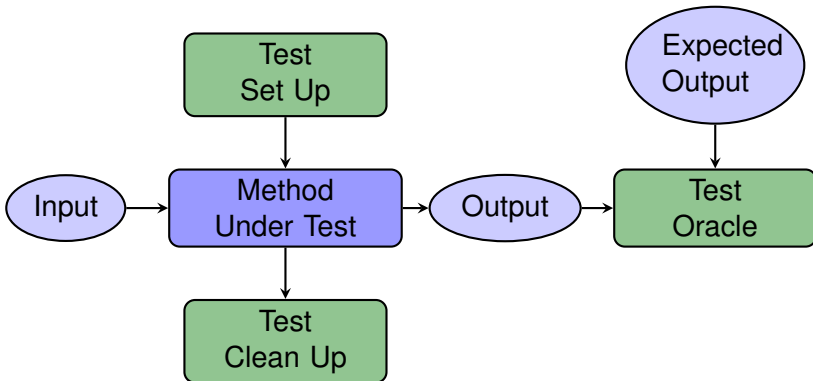 Test
Set Up
Expected
Output
Input
Method
Under Test
Output
Test
Oracle
Test
Clean Up